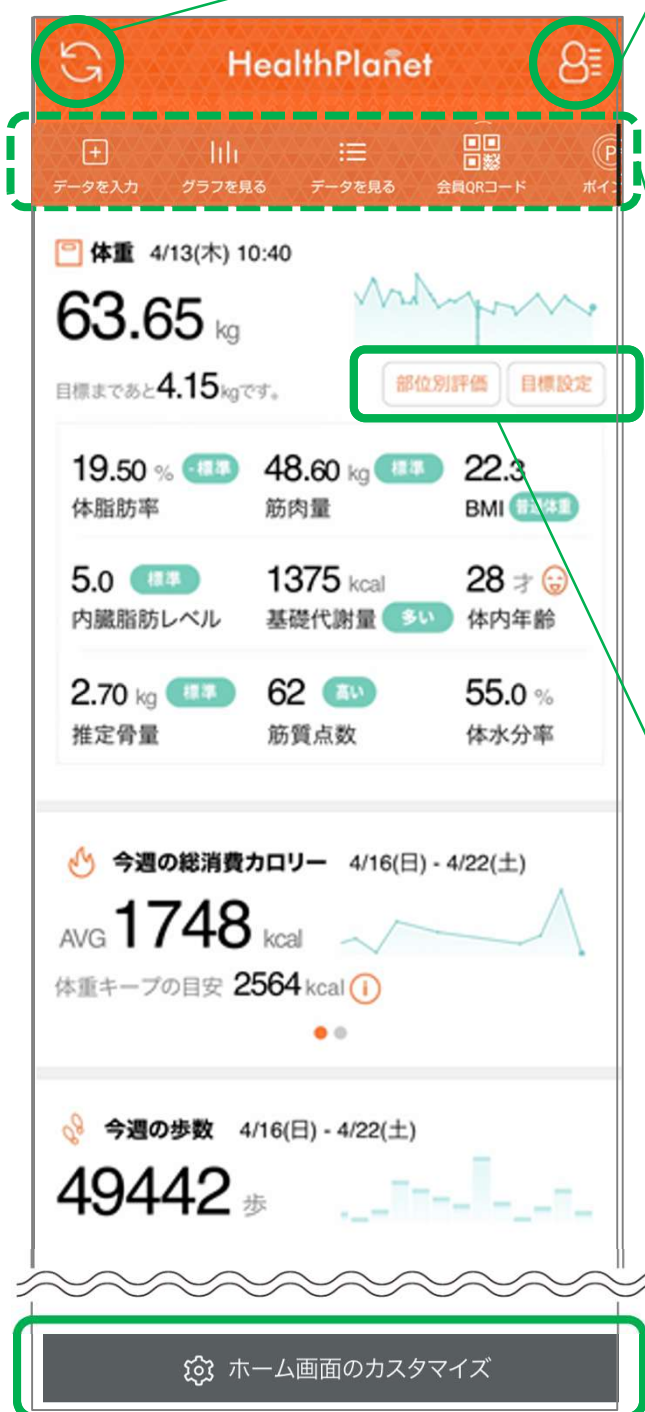 HealthPlanet
データを入力 グラフを見る データを見る 会員QRコード ポイン
体重 4/13(木) 10:40
63.65 kg
目標まであと4.15kgです。
部位別評価 目標設定
19.50 % -標準 48.60 kg 標準 22.3
体脂肪率 筋肉量 BMI 普通体重
5.0 標準 1375 kcal 28 才
内臓脂肪レベル 基礎代謝量 多い 体内年齢
2.70 kg 標準 62 高い 55.0 %
推定骨量 筋質点数 体水分率
今週の総消費カロリー 4/16(日) - 4/22(土)
AVG 1748 kcal
体重キープの目安 2564 kcal i
今週の歩数 4/16(日) - 4/22(土)
49442 歩
ホーム画面のカスタマイズ